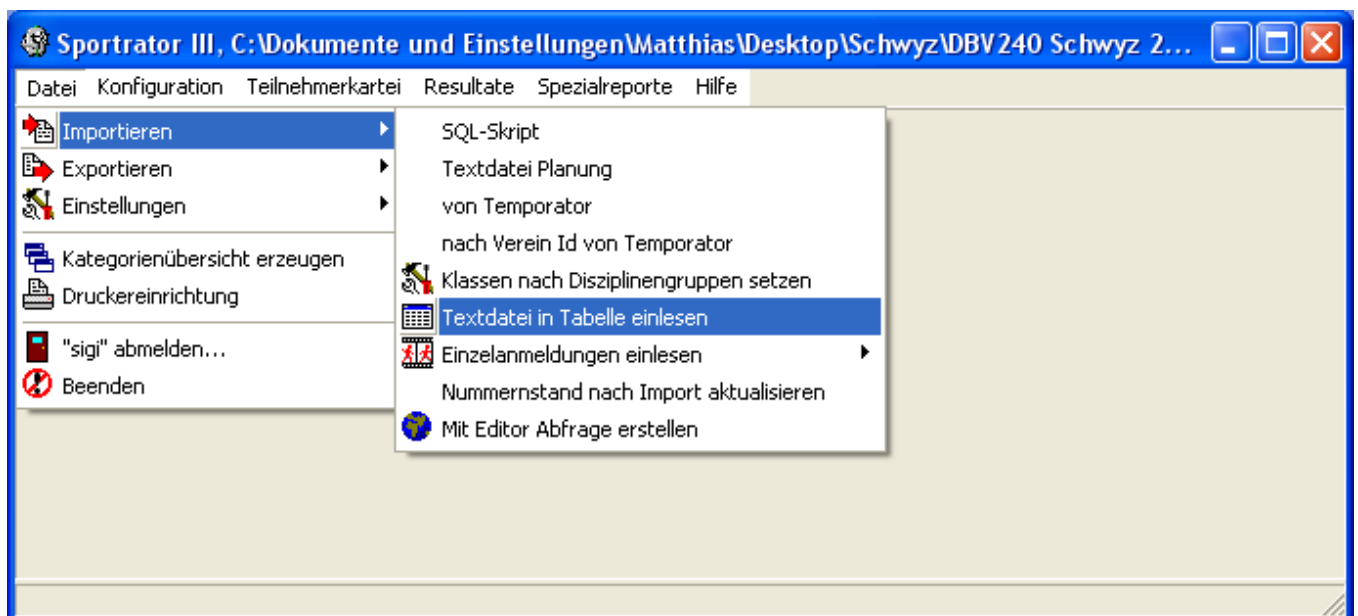 Sportrator III, C:\Dokumente und Einstellungen\Matthias\Desktop\Schwyz\DBV240 Schwyz 2...
Datei Konfiguration Teilnehmerkartei Resultate Spezialreporte Hilfe
Importieren
Exportieren
Einstellungen
Kategorienübersicht erzeugen
Druckereinrichtung
"sigi" abmelden...
Beenden
SQL-Skript
Textdatei Planung
von Temporator
nach Verein Id von Temporator
Klassen nach Disziplinengruppen setzen
Textdatei in Tabelle einlesen
Einzelanmeldungen einlesen
Nummernstand nach Import aktualisieren
Mit Editor Abfrage erstellen